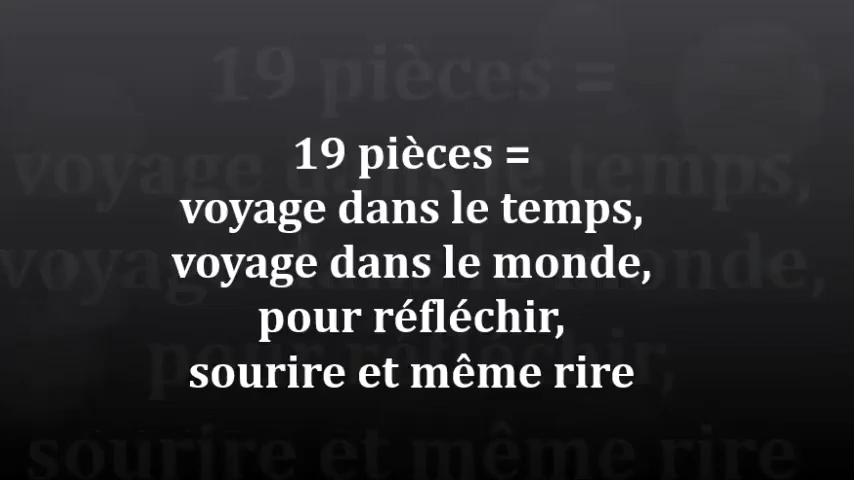 19 pièces =
voyage dans le temps,
voyage dans le monde,
pour réfléchir,
sourire et même rire